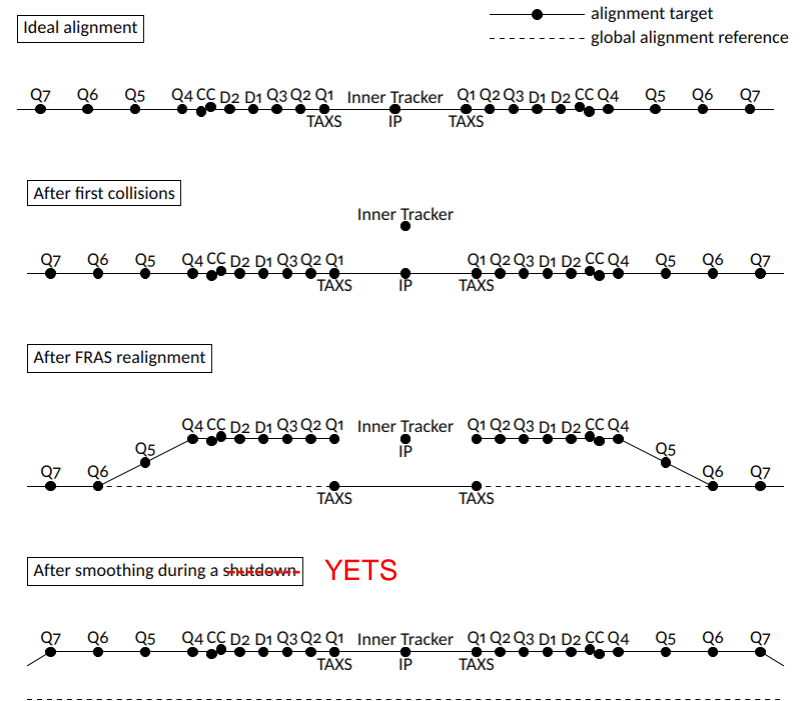 Ideal alignment
alignment target
global alignment reference
Q7 Q6 Q5 Q4 CC D2 D1 Q3 Q2 Q1 Inner Tracker Q1 Q2 Q3 D1 D2 CC Q4 Q5 Q6 Q7
TAXS IP TAXS
After first collisions
Inner Tracker
Q7 Q6 Q5 Q4 CC D2 D1 Q3 Q2 Q1 Q1 Q2 Q3 D1 D2 CC Q4 Q5 Q6 Q7
TAXS IP TAXS
After FRAS realignment
Q4 CC D2 D1 Q3 Q2 Q1 Inner Tracker Q1 Q2 Q3 D1 D2 CC Q4
Q5 IP Q5
Q7 Q6 Q6 Q7
TAXS TAXS
After smoothing during a shutdown YETS
Q7 Q6 Q5 Q4 CC D2 D1 Q3 Q2 Q1 Inner Tracker Q1 Q2 Q3 D1 D2 CC Q4 Q5 Q6 Q7
TAXS IP TAXS